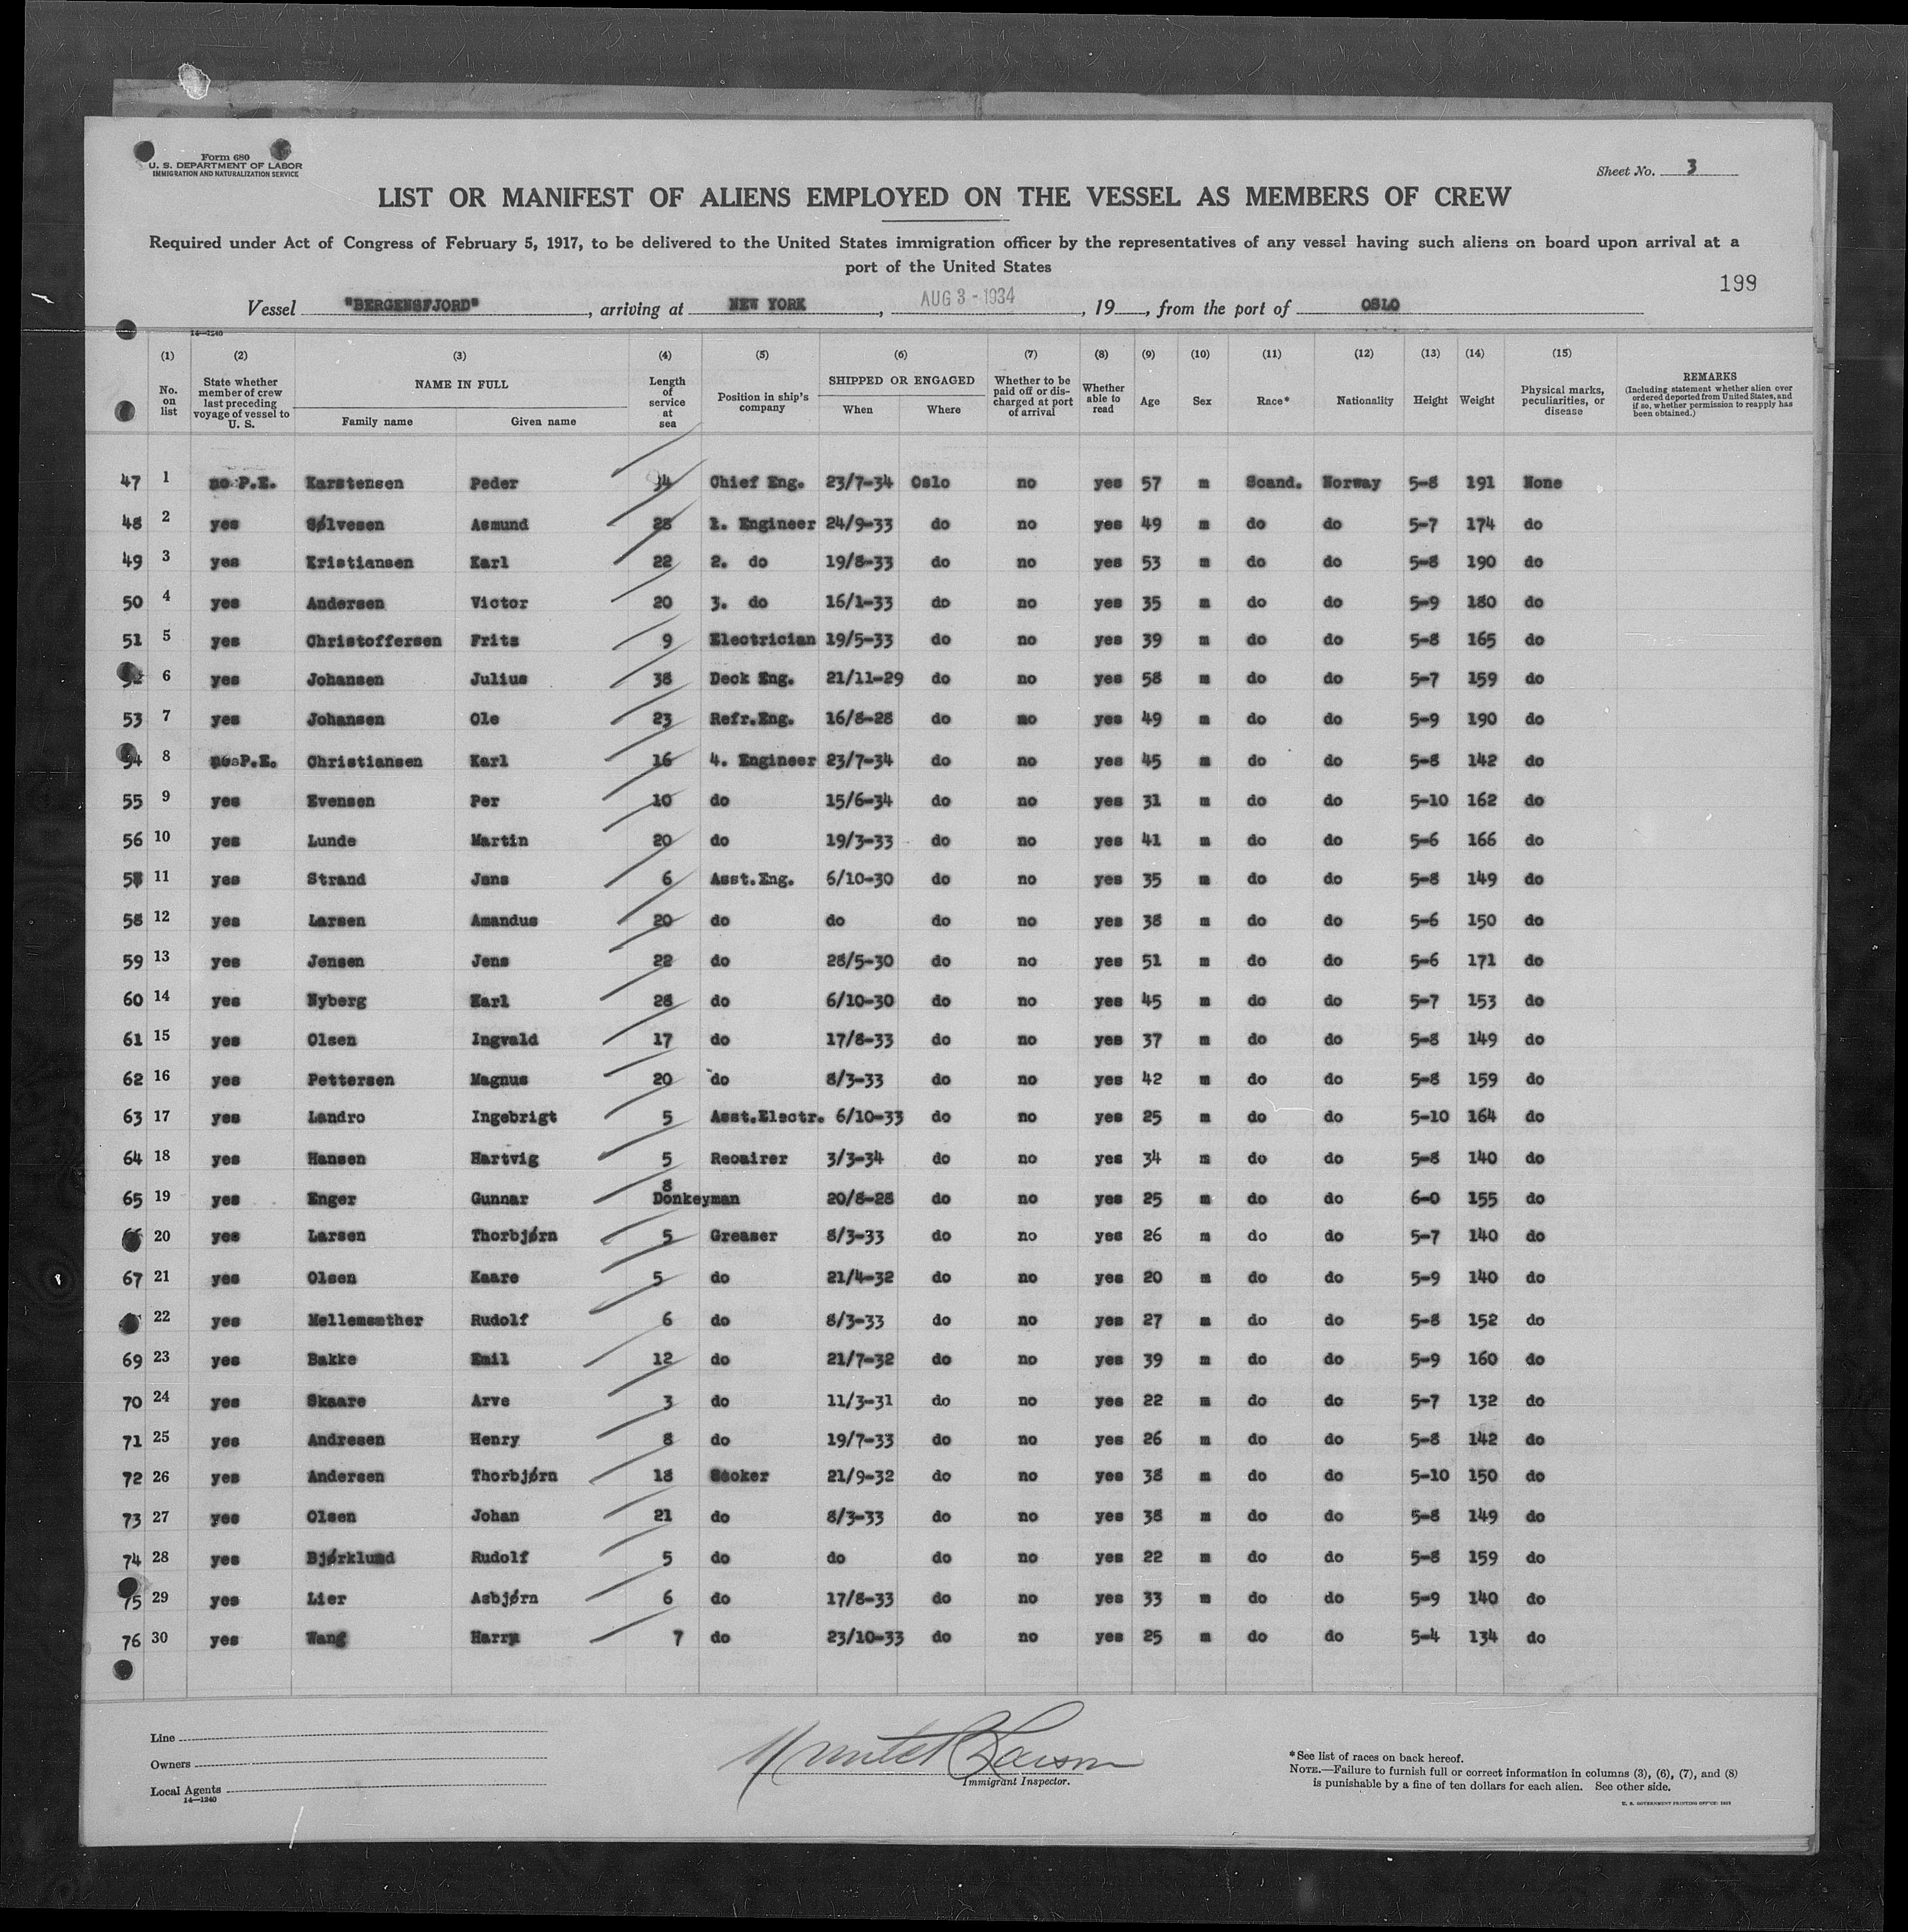 Form 680
U. S. DEPARTMENT OF LABOR
IMMIGRATION AND NATURALIZATION SERVICE
Sheet No. 3
LIST OR MANIFEST OF ALIENS EMPLOYED ON THE VESSEL AS MEMBERS OF CREW
Required under Act of Congress of February 5, 1917, to be delivered to the United States immigration officer by the representatives of any vessel having such aliens on board upon arrival at a
port of the United States
199
Vessel "BERGENSFJORD", arriving at NEW YORK, AUG 3 - 1934, 19, from the port of OSLO
14—1240
(1) (2) (3) (4) (5) (6) (7) (8) (9) (10) (11) (12) (13) (14) (15)
No. on list State whether member of crew last preceding voyage of vessel to U. S. NAME IN FULL Family name Given name Length of service at sea Position in ship's company SHIPPED OR ENGAGED When Where Whether to be paid off or discharged at port of arrival Whether able to read Age Sex Race* Nationality Height Weight Physical marks, peculiarities, or disease REMARKS (Including statement whether alien ever ordered deported from United States, and if so, whether permission to reapply has been obtained.)
47 1 no P.E. Karstensen Peder 34 Chief Eng. 23/7-34 Oslo no yes 57 m Scand. Norway 5-8 191 None
48 2 yes Sølvesen Asmund 28 1. Engineer 24/9-33 do no yes 49 m do do 5-7 174 do
49 3 yes Kristiansen Karl 22 2. do 19/8-33 do no yes 53 m do do 5-8 190 do
50 4 yes Andersen Victor 20 3. do 16/1-33 do no yes 35 m do do 5-9 180 do
51 5 yes Christoffersen Frits 9 Electrician 19/5-33 do no yes 39 m do do 5-8 165 do
52 6 yes Johansen Julius 38 Deck Eng. 21/11-29 do no yes 58 m do do 5-7 159 do
53 7 yes Johansen Ole 23 Refr.Eng. 16/8-28 do no yes 49 m do do 5-9 190 do
54 8 no P.E. Christiansen Karl 16 4. Engineer 23/7-34 do no yes 45 m do do 5-8 142 do
55 9 yes Evensen Per 10 do 15/6-34 do no yes 31 m do do 5-10 162 do
56 10 yes Lunde Martin 20 do 19/3-33 do no yes 41 m do do 5-6 166 do
57 11 yes Strand Jens 6 Asst.Eng. 6/10-30 do no yes 35 m do do 5-8 149 do
58 12 yes Larsen Amandus 20 do do do no yes 38 m do do 5-6 150 do
59 13 yes Jensen Jens 22 do 28/5-30 do no yes 51 m do do 5-6 171 do
60 14 yes Nyberg Karl 28 do 6/10-30 do no yes 45 m do do 5-7 153 do
61 15 yes Olsen Ingvald 17 do 17/8-33 do no yes 37 m do do 5-8 149 do
62 16 yes Pettersen Magnus 20 do 8/3-33 do no yes 42 m do do 5-8 159 do
63 17 yes Landro Ingebrigt 5 Asst.Electr. 6/10-33 do no yes 25 m do do 5-10 164 do
64 18 yes Hansen Hartvig 5 Reoairer 3/3-34 do no yes 34 m do do 5-8 140 do
65 19 yes Enger Gunnar 8 Donkeyman 20/8-28 do no yes 25 m do do 6-0 155 do
20 yes Larsen Thorbjørn 5 Greaser 8/3-33 do no yes 26 m do do 5-7 140 do
67 21 yes Olsen Kaare 5 do 21/4-32 do no yes 20 m do do 5-9 140 do
22 yes Mellemsæther Rudolf 6 do 8/3-33 do no yes 27 m do do 5-8 152 do
69 23 yes Bakke Emil 12 do 21/7-32 do no yes 39 m do do 5-9 160 do
70 24 yes Skaare Arve 3 do 11/3-31 do no yes 22 m do do 5-7 132 do
71 25 yes Andresen Henry 8 do 19/7-33 do no yes 26 m do do 5-8 142 do
72 26 yes Andersen Thorbjørn 18 Stoker 21/9-32 do no yes 38 m do do 5-10 150 do
73 27 yes Olsen Johan 21 do 8/3-33 do no yes 38 m do do 5-8 149 do
74 28 yes Bjørklund Rudolf 5 do do do no yes 22 m do do 5-8 159 do
75 29 yes Lier Asbjørn 6 do 17/8-33 do no yes 33 m do do 5-9 140 do
76 30 yes Wang Harry 7 do 23/10-33 do no yes 25 m do do 5-4 134 do
Line
Owners
Local Agents
14—1240
Immigrant Inspector.
*See list of races on back hereof.
NOTE.—Failure to furnish full or correct information in columns (3), (6), (7), and (8)
is punishable by a fine of ten dollars for each alien. See other side.
U. S. GOVERNMENT PRINTING OFFICE: 1931